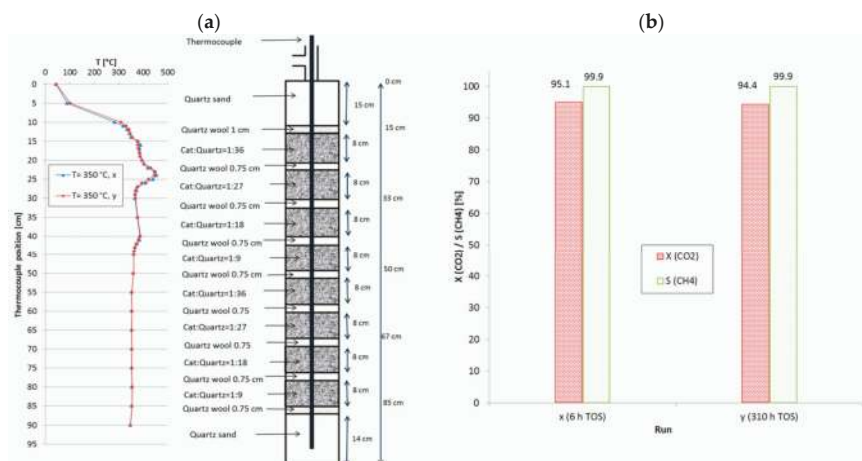 (a)
T [°C]
0 100 200 300 400 500
0
5
10
15
20
25
30
35
40
45
50
55
60
65
70
75
80
85
90
95
Thermocouple position [cm]
T= 350 °C, x
T= 350 °C, y
Thermocouple
Quartz sand
Quartz wool 1 cm
Cat:Quartz=1:36
Quartz wool 0.75 cm
Cat:Quartz=1:27
Quartz wool 0.75 cm
Cat:Quartz=1:18
Quartz wool 0.75 cm
Cat:Quartz=1:9
Quartz wool 0.75 cm
Cat:Quartz=1:36
Quartz wool 0.75
Cat:Quartz=1:27
Quartz wool 0.75
Cat:Quartz=1:18
Quartz wool 0.75 cm
Cat:Quartz=1:9
Quartz wool 0.75 cm
Quartz sand
15 cm
8 cm
8 cm
8 cm
8 cm
8 cm
8 cm
8 cm
8 cm
14 cm
0 cm
15 cm
33 cm
50 cm
67 cm
85 cm
(b)
X (CO2) / S (CH4) [%]
100
90
80
70
60
50
40
30
20
10
0
95.1
99.9
94.4
99.9
X (CO2)
S (CH4)
x (6 h TOS)
y (310 h TOS)
Run